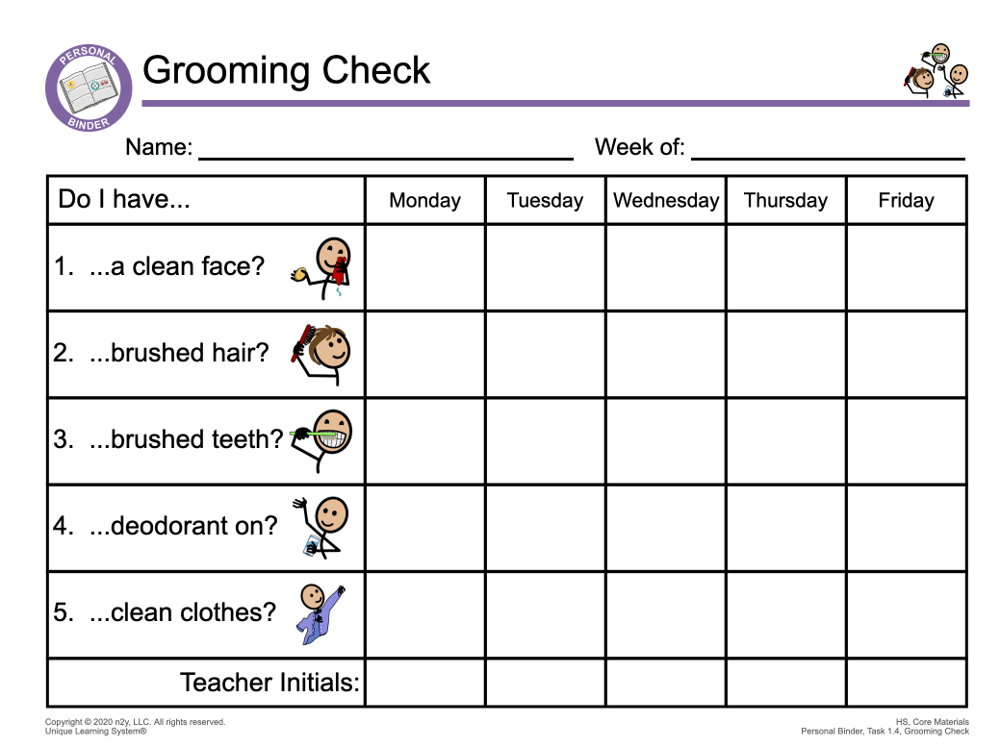 PERSONAL
BINDER
Grooming Check
Name: Week of:
Do I have... Monday Tuesday Wednesday Thursday Friday
1. ...a clean face?
2. ...brushed hair?
3. ...brushed teeth?
4. ...deodorant on?
5. ...clean clothes?
Teacher Initials:
Copyright © 2020 n2y, LLC. All rights reserved.
Unique Learning System®
HS, Core Materials
Personal Binder, Task 1.4, Grooming Check